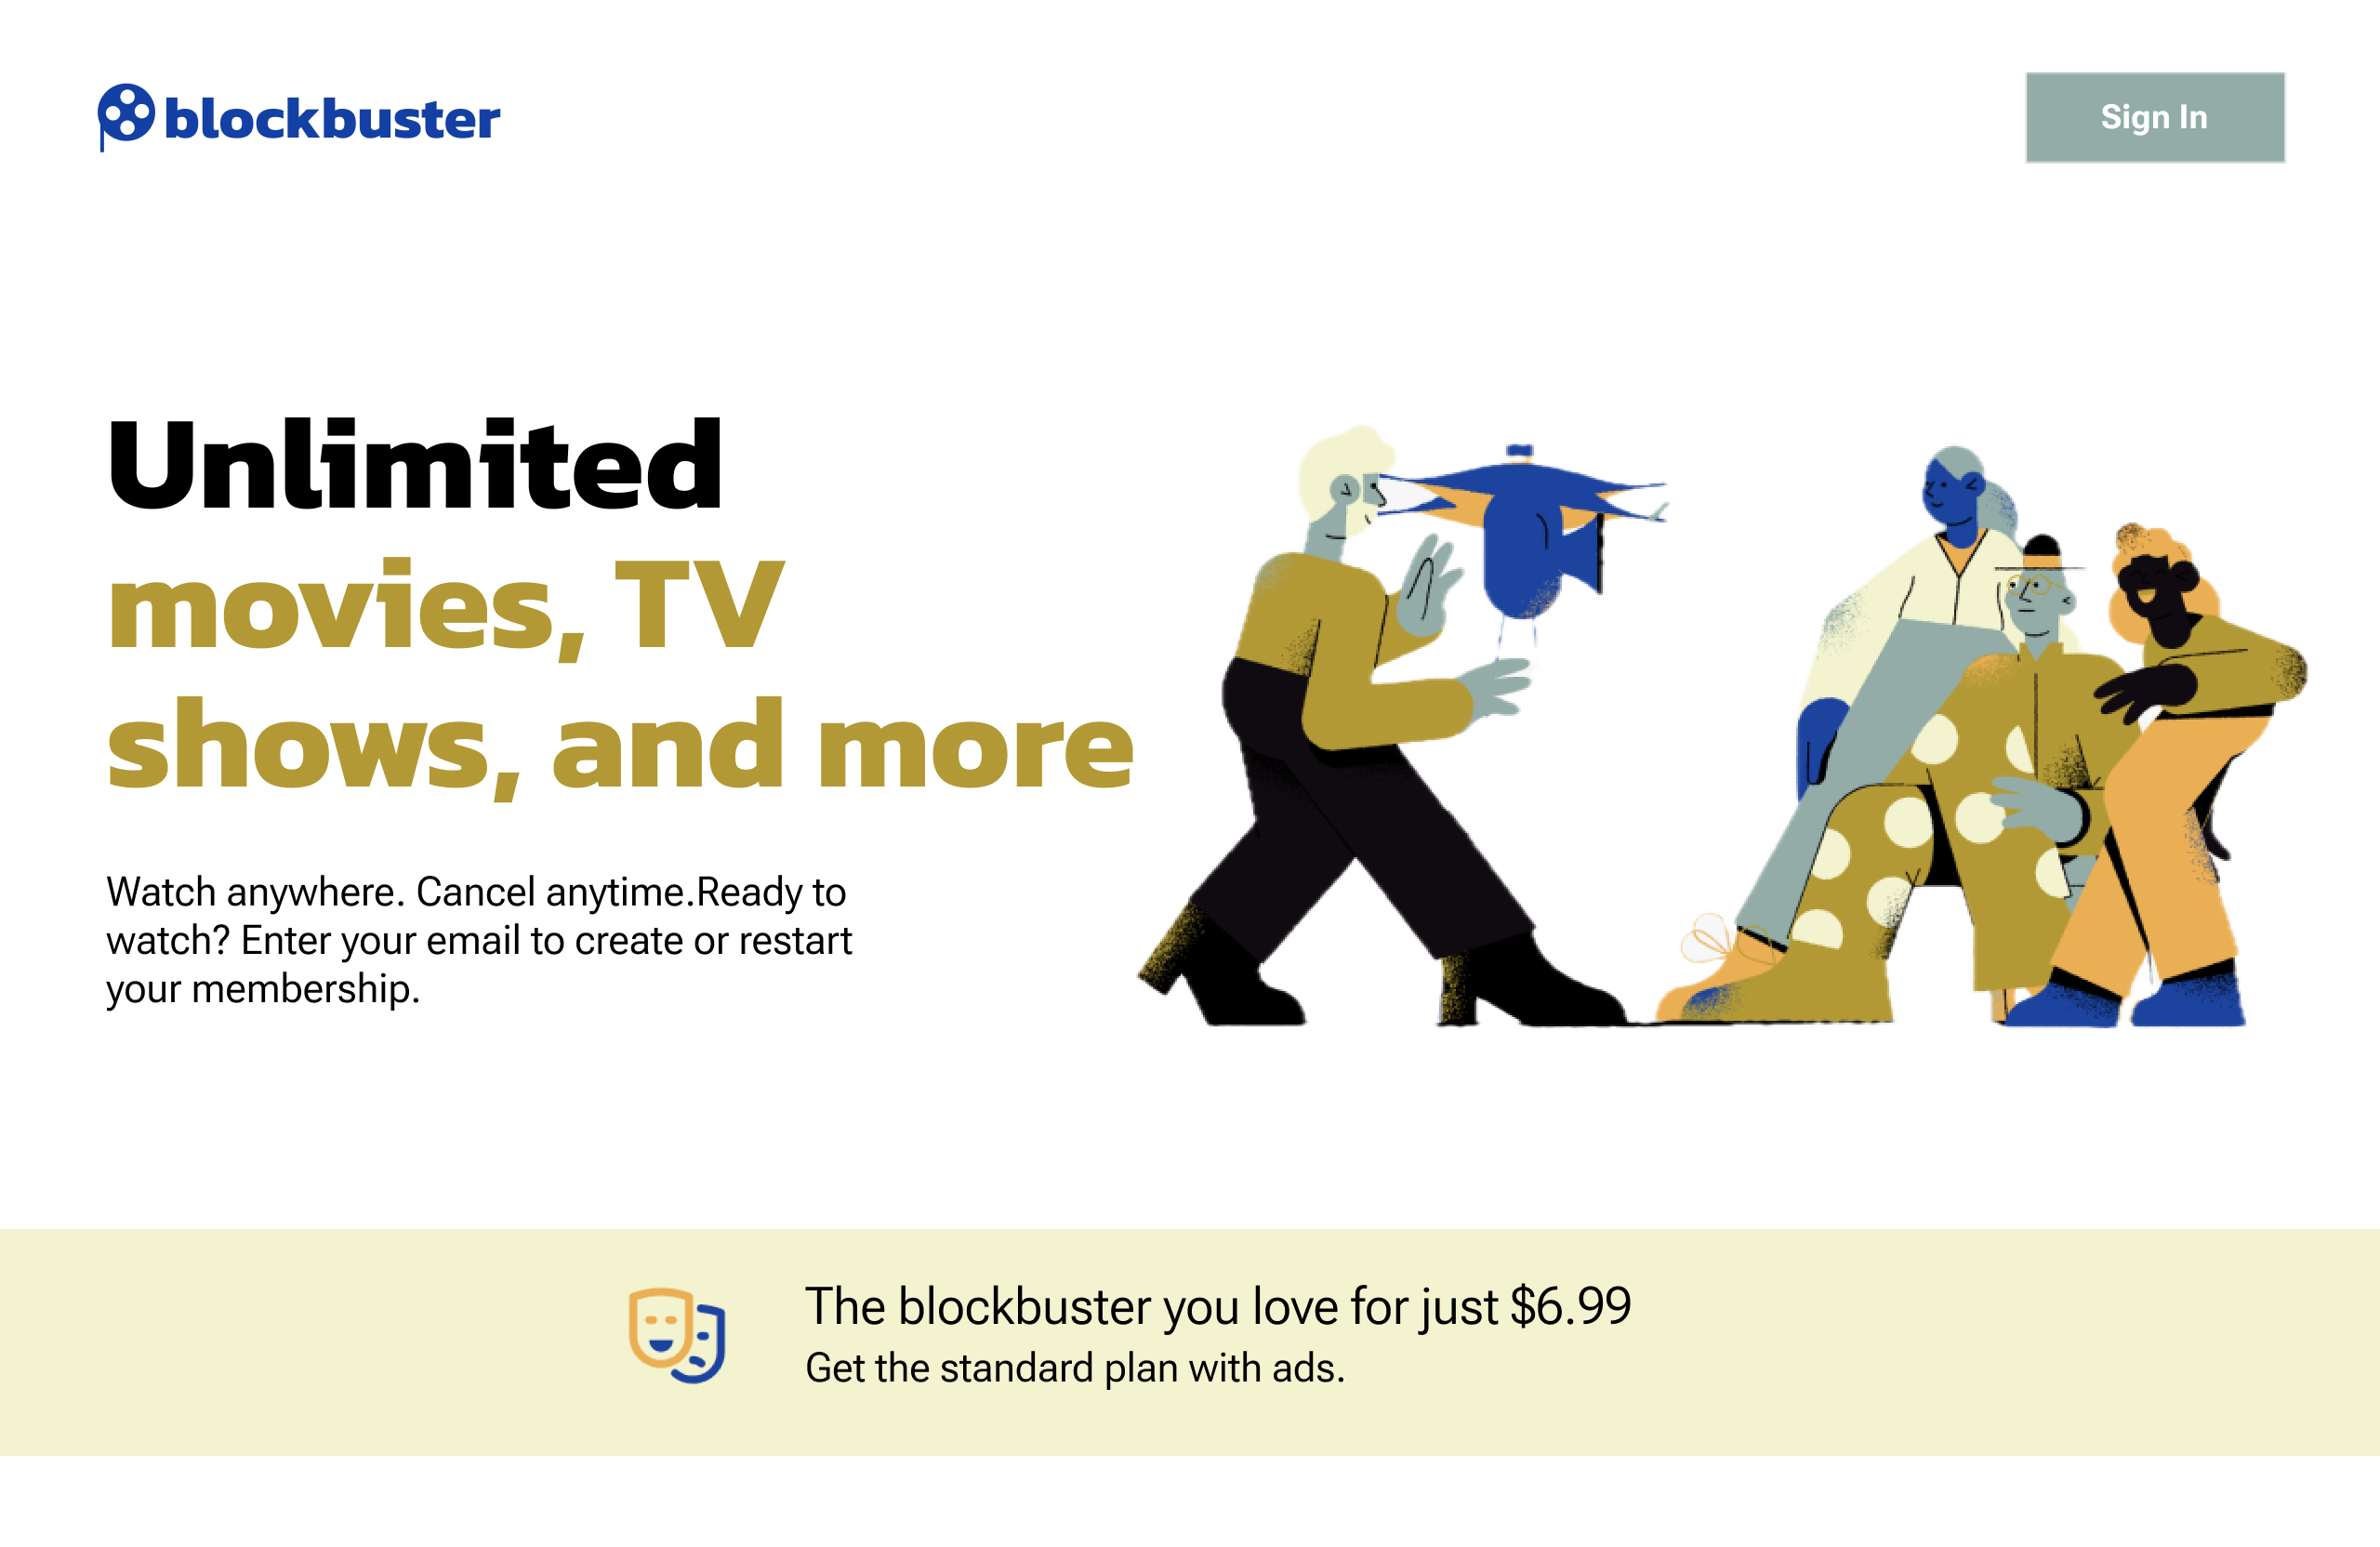 blockbuster
Sign In
Unlimited
movies, TV
shows, and more
Watch anywhere. Cancel anytime.Ready to
watch? Enter your email to create or restart
your membership.
The blockbuster you love for just $6.99
Get the standard plan with ads.